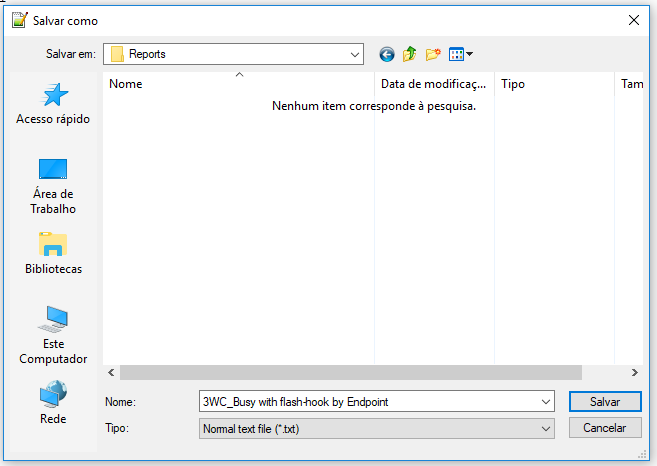 Salvar como
Salvar em:
Reports
Nome
Data de modificaç...
Tipo
Tam
Nenhum item corresponde à pesquisa.
Acesso rápido
Área de
Trabalho
Bibliotecas
Este
Computador
Rede
Nome:
3WC_Busy with flash-hook by Endpoint
Salvar
Tipo:
Normal text file (*.txt)
Cancelar